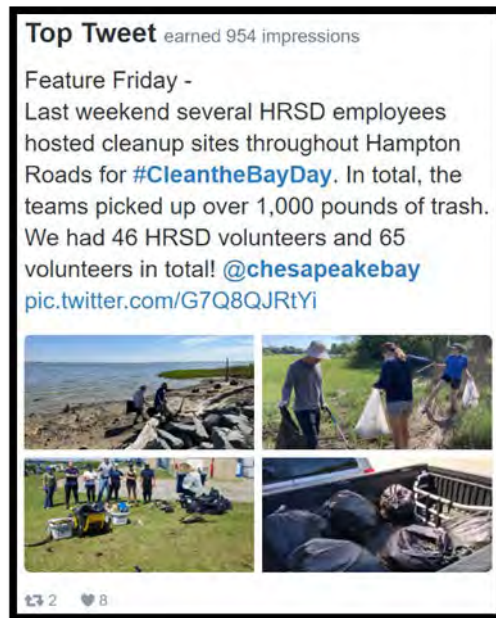 Top Tweet earned 954 impressions
Feature Friday -
Last weekend several HRSD employees
hosted cleanup sites throughout Hampton
Roads for #CleantheBayDay. In total, the
teams picked up over 1,000 pounds of trash.
We had 46 HRSD volunteers and 65
volunteers in total! @chesapeakebay
pic.twitter.com/G7Q8QJRtYi
2 8